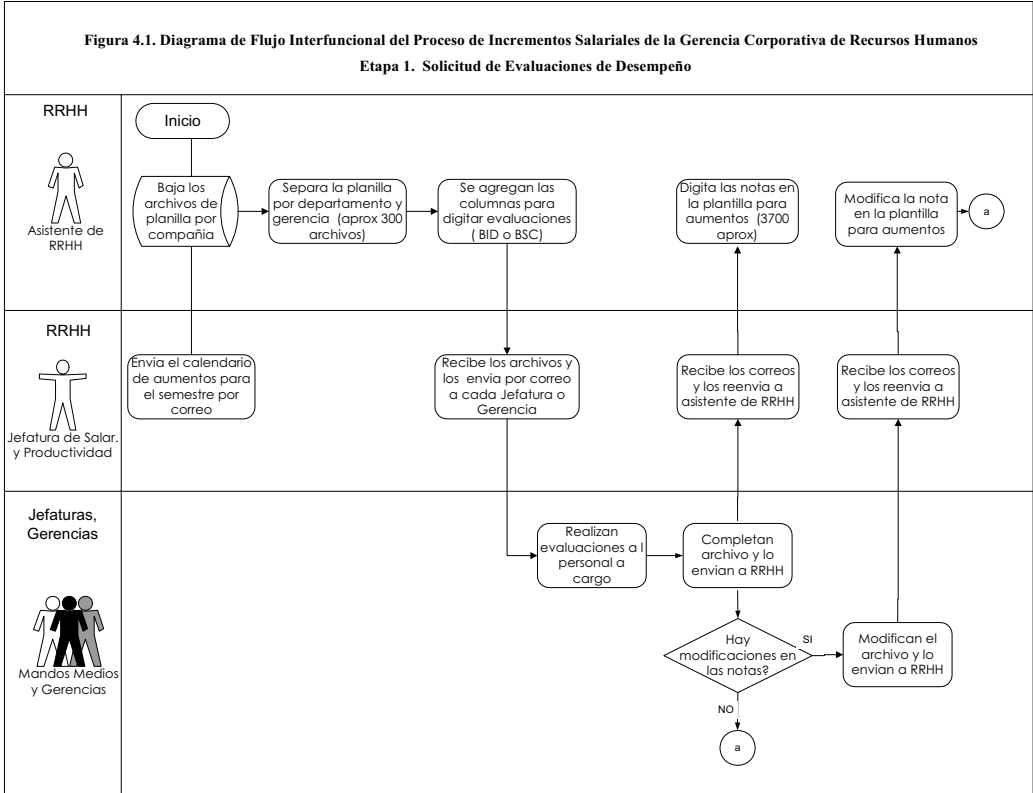 Figura 4.1. Diagrama de Flujo Interfuncional del Proceso de Incrementos Salariales de la Gerencia Corporativa de Recursos Humanos
Etapa 1. Solicitud de Evaluaciones de Desempeño
RRHH
Asistente de
RRHH
Inicio
Baja los
archivos de
planilla por
compañia
Separa la planilla
por departamento y
gerencia (aprox 300
archivos)
Se agregan las
columnas para
digitar evaluaciones
( BID o BSC)
Digita las notas en
la plantilla para
aumentos (3700
aprox)
Modifica la nota
en la plantilla
para aumentos
a
RRHH
Jefatura de Salar.
y Productividad
Envia el calendario
de aumentos para
el semestre por
correo
Recibe los archivos y
los envia por correo
a cada Jefatura o
Gerencia
Recibe los correos
y los reenvia a
asistente de RRHH
Recibe los correos
y los reenvia a
asistente de RRHH
Jefaturas,
Gerencias
Mandos Medios
y Gerencias
Realizan
evaluaciones a l
personal a
cargo
Completan
archivo y lo
envian a RRHH
Hay
modificaciones en
las notas?
SI
Modifican el
archivo y lo
envian a RRHH
NO
a